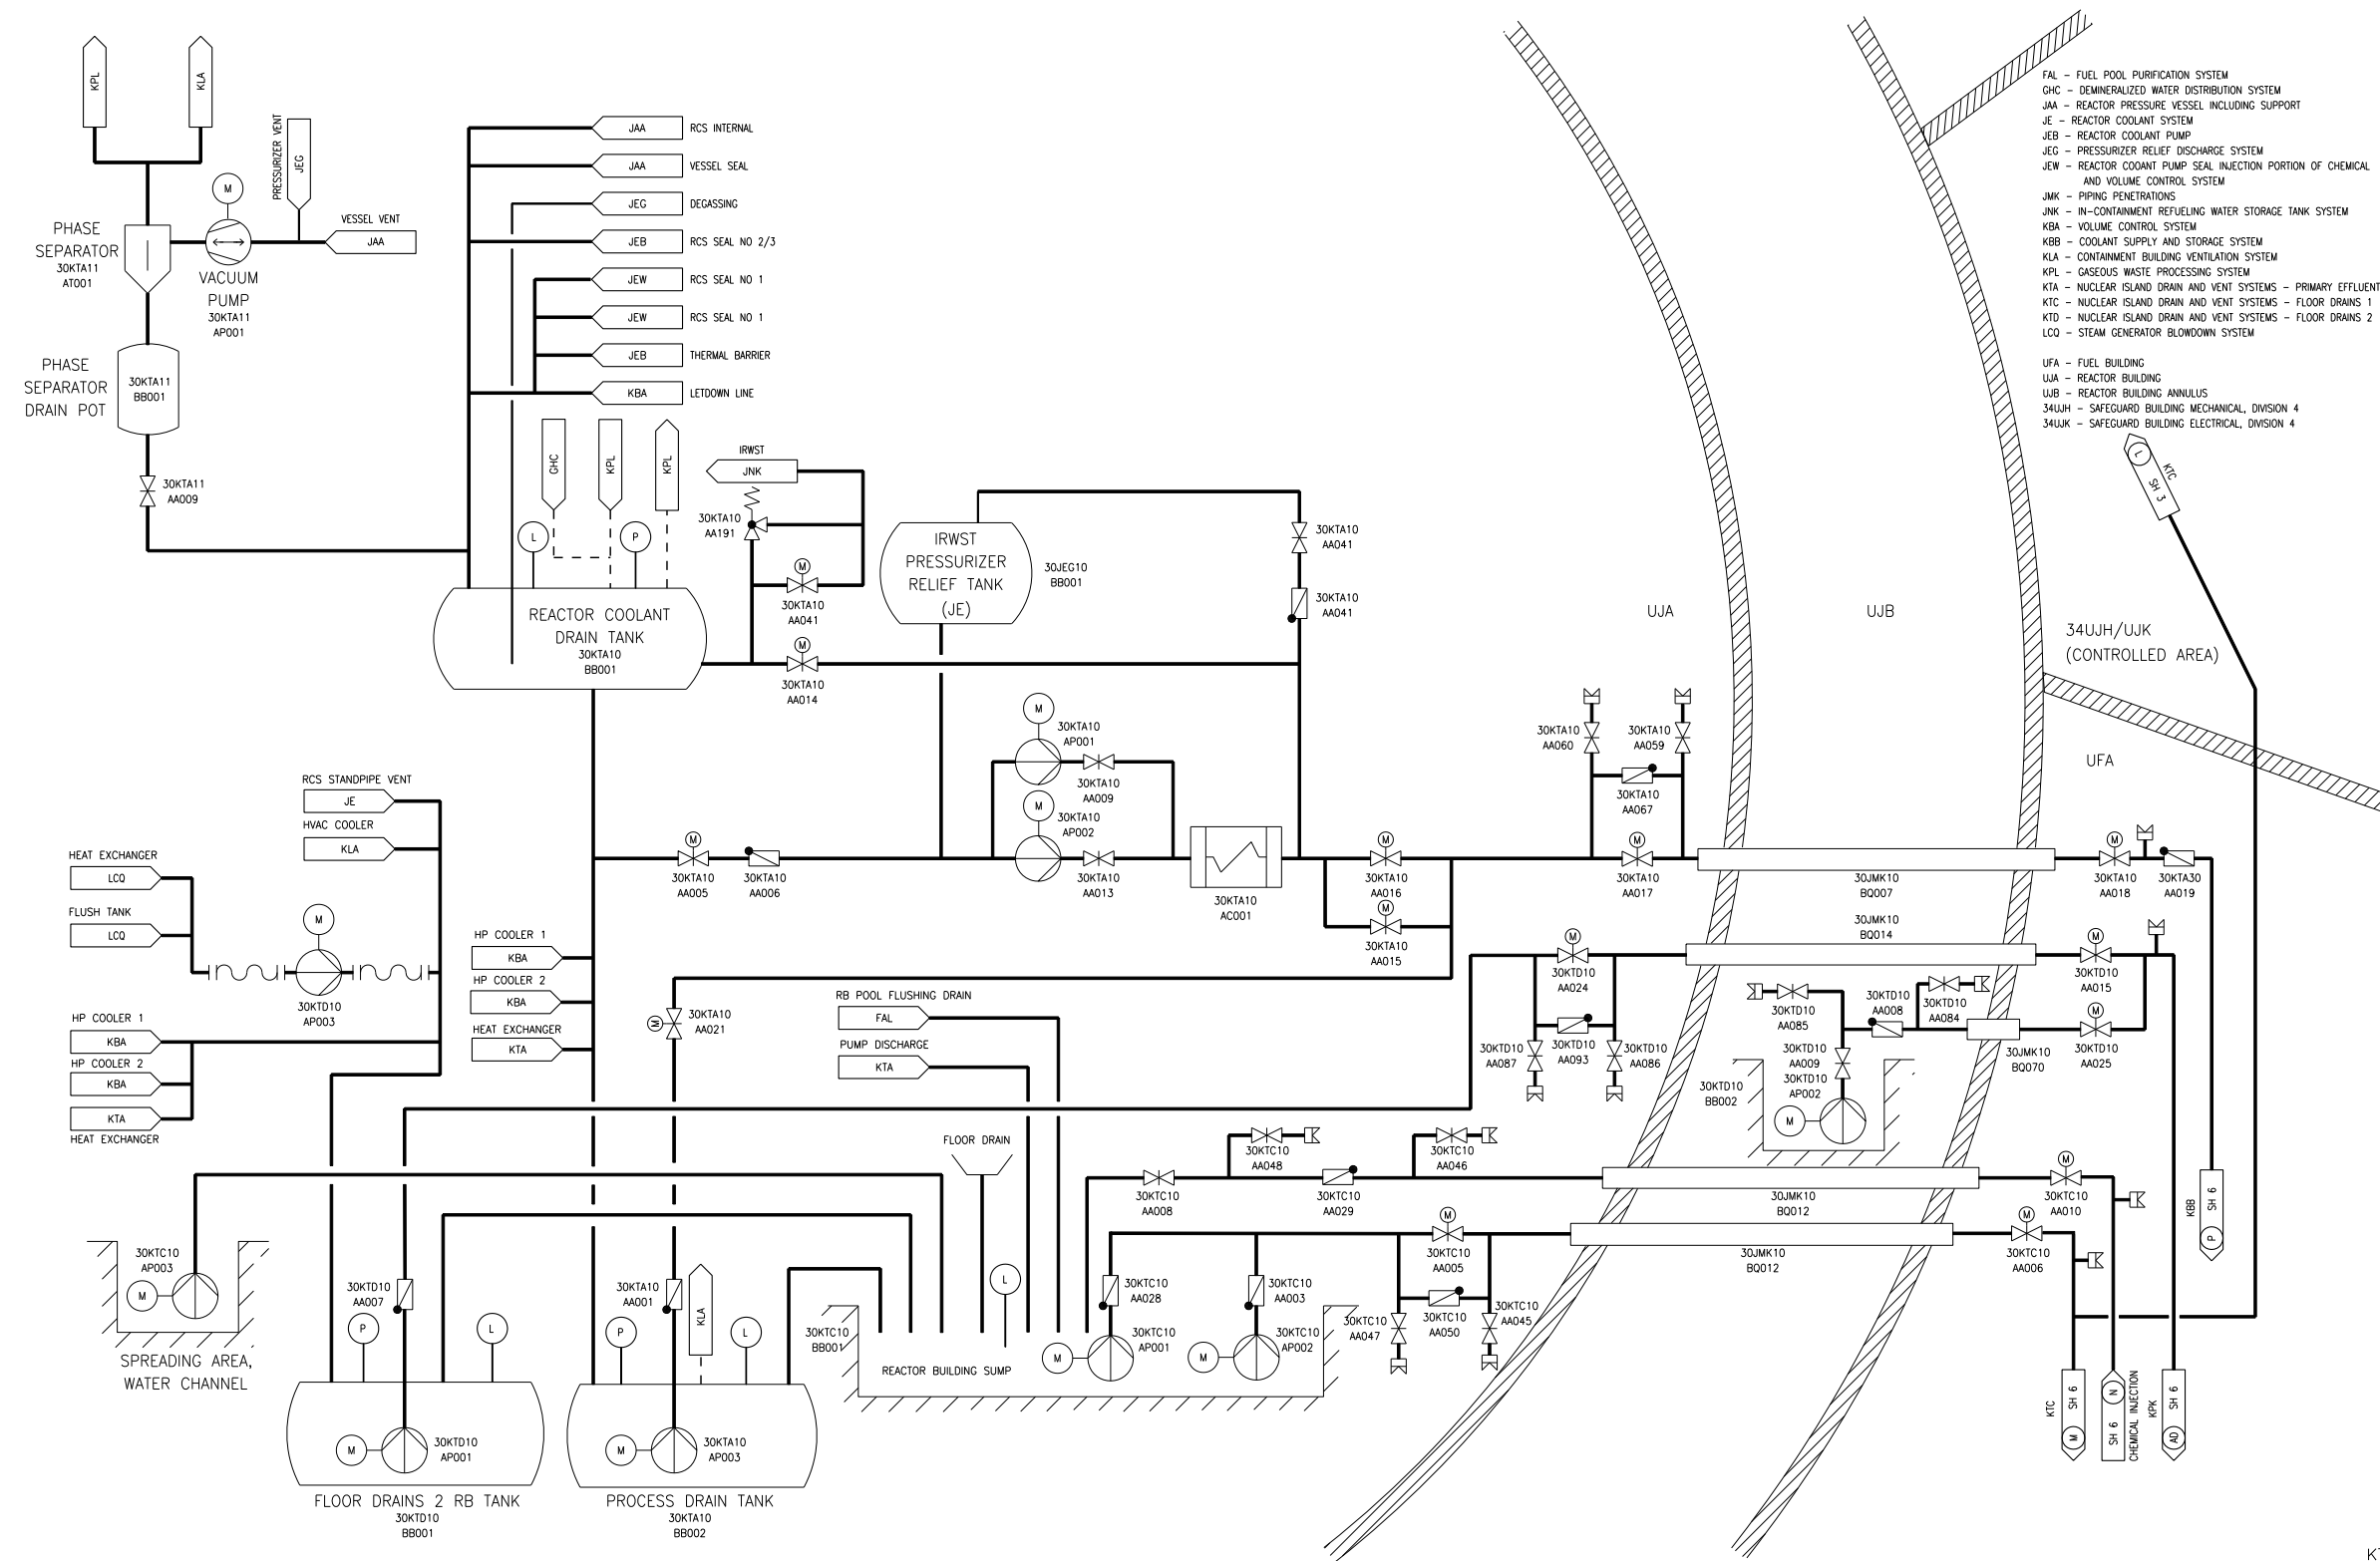 KPL
KLA
PRESSURIZER VENT
JEG
M
VESSEL VENT
JAA
PHASE
SEPARATOR
30KTA11
AT001
VACUUM
PUMP
30KTA11
AP001
PHASE
SEPARATOR
DRAIN POT
30KTA11
BB001
30KTA11
AA009
JAA RCS INTERNAL
JAA VESSEL SEAL
JEG DEGASSING
JEB RCS SEAL NO 2/3
JEW RCS SEAL NO 1
JEW RCS SEAL NO 1
JEB THERMAL BARRIER
KBA LETDOWN LINE
GHC
KPL
KPL
L
P
IRWST
JNK
30KTA10
AA191
M
30KTA10
AA041
M
30KTA10
AA014
REACTOR COOLANT
DRAIN TANK
30KTA10
BB001
IRWST
PRESSURIZER
RELIEF TANK
(JE)
30JEG10
BB001
30KTA10
AA041
30KTA10
AA041
FAL – FUEL POOL PURIFICATION SYSTEM
GHC – DEMINERALIZED WATER DISTRIBUTION SYSTEM
JAA – REACTOR PRESSURE VESSEL INCLUDING SUPPORT
JE – REACTOR COOLANT SYSTEM
JEB – REACTOR COOLANT PUMP
JEG – PRESSURIZER RELIEF DISCHARGE SYSTEM
JEW – REACTOR COOANT PUMP SEAL INJECTION PORTION OF CHEMICAL
AND VOLUME CONTROL SYSTEM
JMK – PIPING PENETRATIONS
JNK – IN-CONTAINMENT REFUELING WATER STORAGE TANK SYSTEM
KBA – VOLUME CONTROL SYSTEM
KBB – COOLANT SUPPLY AND STORAGE SYSTEM
KLA – CONTAINMENT BUILDING VENTILATION SYSTEM
KPL – GASEOUS WASTE PROCESSING SYSTEM
KTA – NUCLEAR ISLAND DRAIN AND VENT SYSTEMS – PRIMARY EFFLUENT
KTC – NUCLEAR ISLAND DRAIN AND VENT SYSTEMS – FLOOR DRAINS 1
KTD – NUCLEAR ISLAND DRAIN AND VENT SYSTEMS – FLOOR DRAINS 2
LCQ – STEAM GENERATOR BLOWDOWN SYSTEM
UFA – FUEL BUILDING
UJA – REACTOR BUILDING
UJB – REACTOR BUILDING ANNULUS
34UJH – SAFEGUARD BUILDING MECHANICAL, DIVISION 4
34UJK – SAFEGUARD BUILDING ELECTRICAL, DIVISION 4
L
SH 3
KTC
UJA
UJB
34UJH/UJK
(CONTROLLED AREA)
UFA
M
30KTA10
AP001
30KTA10
AA009
M
30KTA10
AP002
30KTA10
AA013
M
30KTA10
AA005
30KTA10
AA006
30KTA10
AC001
M
30KTA10
AA016
M
30KTA10
AA015
30KTA10
AA060
30KTA10
AA059
30KTA10
AA067
M
30KTA10
AA017
30JMK10
BQ007
M
30KTA10
AA018
30KTA30
AA019
RCS STANDPIPE VENT
JE
HVAC COOLER
KLA
HEAT EXCHANGER
LCQ
FLUSH TANK
LCQ
M
30KTD10
AP003
HP COOLER 1
KBA
HP COOLER 2
KBA
KTA
HEAT EXCHANGER
HP COOLER 1
KBA
HP COOLER 2
KBA
HEAT EXCHANGER
KTA
M
30KTA10
AA021
RB POOL FLUSHING DRAIN
FAL
PUMP DISCHARGE
KTA
M
30KTD10
AA024
30KTD10
AA087
30KTD10
AA093
30KTD10
AA086
30JMK10
BQ014
M
30KTD10
AA015
30KTD10
AA085
30KTD10
AA008
30KTD10
AA084
30JMK10
BQ070
M
30KTD10
AA025
30KTD10
AA009
30KTD10
AP002
30KTD10
BB002
M
FLOOR DRAIN
30KTC10
AA048
30KTC10
AA046
30KTC10
AA008
30KTC10
AA029
30JMK10
BQ012
M
30KTC10
AA010
M
30KTC10
AA005
30JMK10
BQ012
M
30KTC10
AA006
30KTC10
AA047
30KTC10
AA050
30KTC10
AA045
30KTC10
AP003
M
SPREADING AREA,
WATER CHANNEL
30KTD10
AA007
P
L
M
30KTD10
AP001
FLOOR DRAINS 2 RB TANK
30KTD10
BB001
30KTA10
AA001
KLA
P
L
M
30KTA10
AP003
PROCESS DRAIN TANK
30KTA10
BB002
30KTC10
BB001
REACTOR BUILDING SUMP
L
30KTC10
AA028
M
30KTC10
AP001
30KTC10
AA003
M
30KTC10
AP002
KBB
SH 6
P
KTC
SH 6
M
N
SH 6
CHEMICAL INJECTION
KPK
SH 6
AD